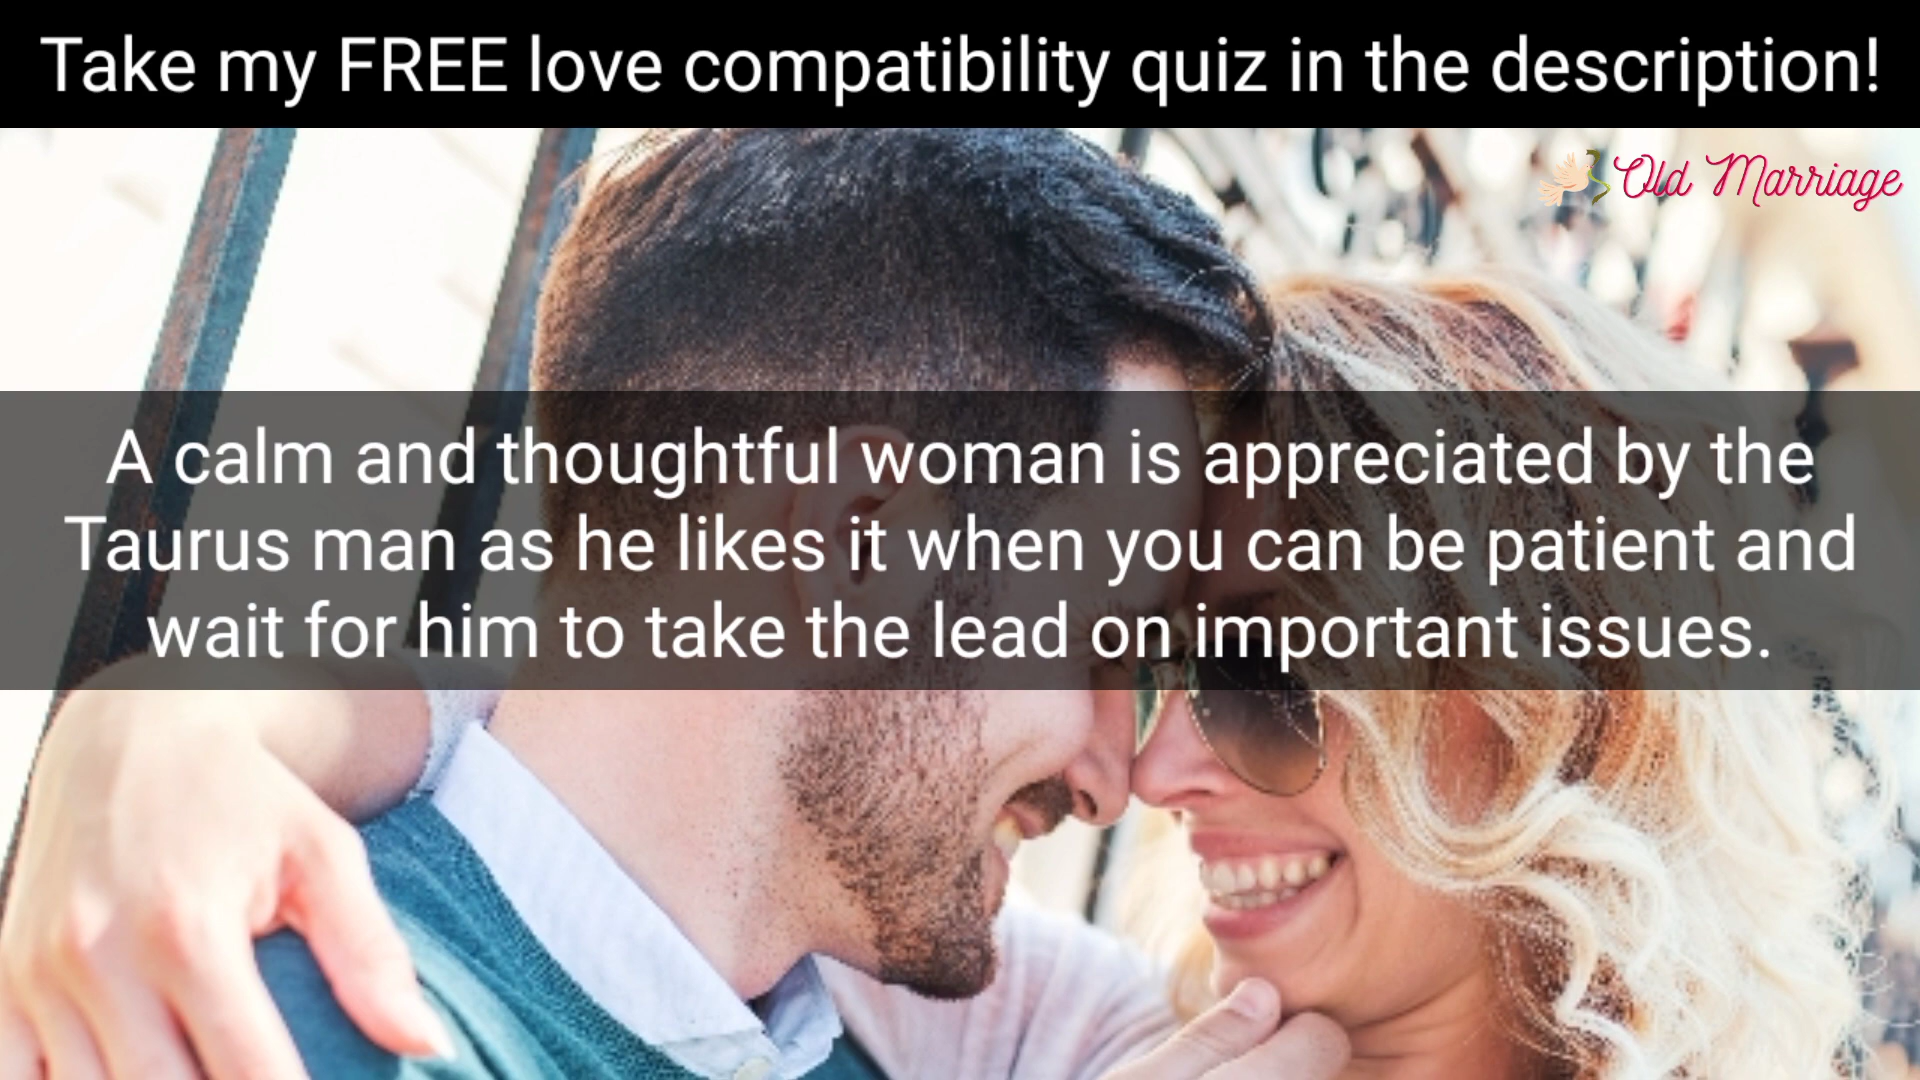 Take my FREE love compatibility quiz in the description!
Old Marriage
A calm and thoughtful woman is appreciated by the
Taurus man as he likes it when you can be patient and
wait for him to take the lead on important issues.